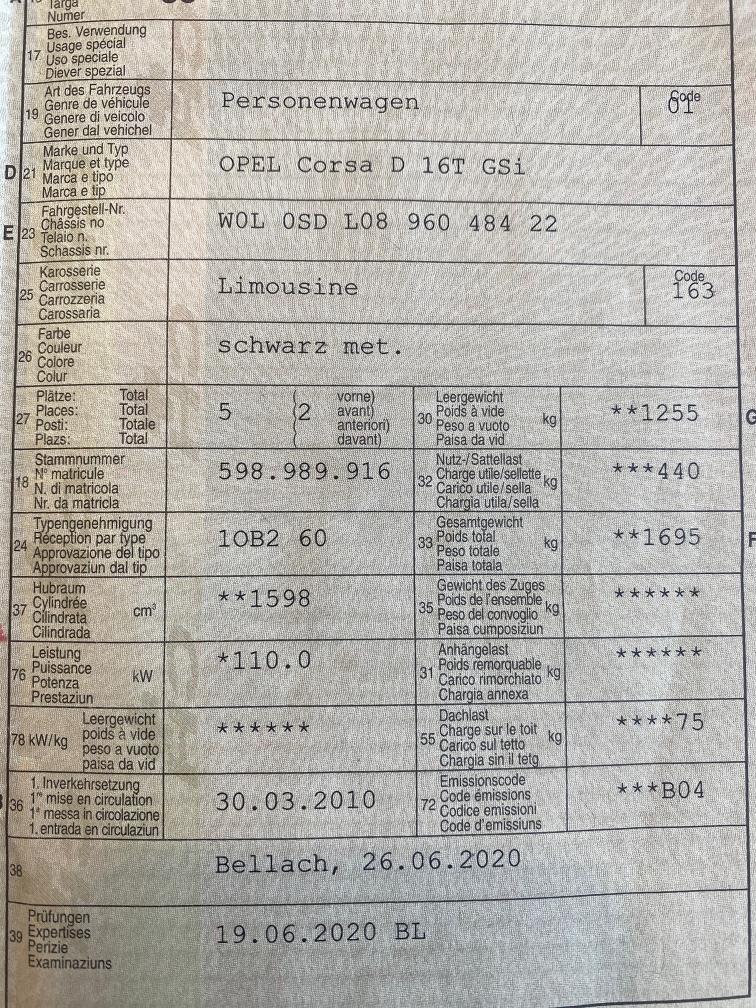 Targa
Numer
17 Bes. Verwendung
Usage spécial
Uso speciale
Diever spezial
19 Art des Fahrzeugs
Genre de véhicule
Genere di veicolo
Gener dal vehichel
Personenwagen
Code
01
D 21 Marke und Typ
Marque et type
Marca e tipo
Marca e tip
OPEL Corsa D 16T GSi
E 23 Fahrgestell-Nr.
Châssis no
Telaio n.
Schassis nr.
W0L 0SD L08 960 484 22
25 Karosserie
Carrosserie
Carrozzeria
Carossaria
Limousine
Code
163
26 Farbe
Couleur
Colore
Colur
schwarz met.
27 Plätze: Total
Places: Total
Posti: Totale
Plazs: Total
5 (2 vorne)
avant)
anteriori)
davant)
30 Leergewicht
Poids à vide
Peso a vuoto
Paisa da vid
kg
**1255
G
18 Stammnummer
N° matricule
N. di matricola
Nr. da matricla
598.989.916
32 Nutz-/Sattellast
Charge utile/sellette
Carico utile/sella
Chargia utila/sella
kg
***440
24 Typengenehmigung
Réception par type
Approvazione del tipo
Approvaziun dal tip
1OB2 60
33 Gesamtgewicht
Poids total
Peso totale
Paisa totala
kg
**1695
F
37 Hubraum
Cylindrée
Cilindrata
Cilindrada
cm³
**1598
35 Gewicht des Zuges
Poids de l'ensemble
Peso del convoglio
Paisa cumposiziun
kg
******
76 Leistung
Puissance
Potenza
Prestaziun
kW
*110.0
31 Anhängelast
Poids remorquable
Carico rimorchiato
Chargia annexa
kg
******
78 kW/kg Leergewicht
poids à vide
peso a vuoto
paisa da vid
******
55 Dachlast
Charge sur le toit
Carico sul tetto
Chargia sin il tetg
kg
****75
36 1. Inverkehrsetzung
1re mise en circulation
1a messa in circolazione
1. entrada en circulaziun
30.03.2010
72 Emissionscode
Code émissions
Codice emissioni
Code d'emissiuns
***B04
38 Bellach, 26.06.2020
39 Prüfungen
Expertises
Perizie
Examinaziuns
19.06.2020 BL